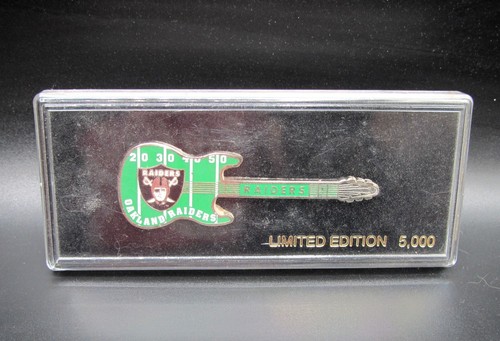 20 30 40 50
RAIDERS
OAKLAND RAIDERS
RAIDERS
LIMITED EDITION 5,000